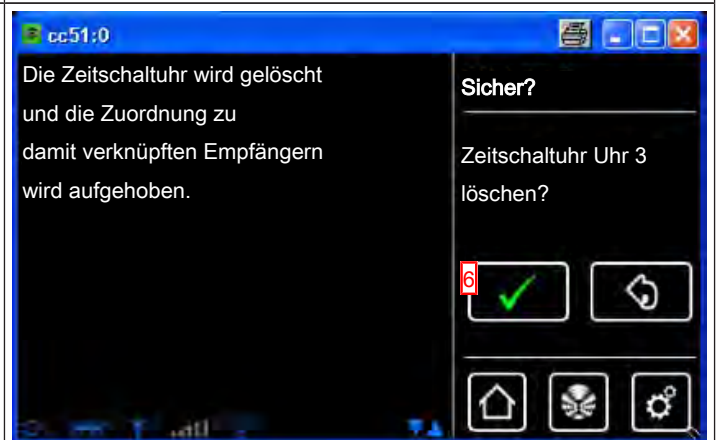 cc51:0
Die Zeitschaltuhr wird gelöscht
und die Zuordnung zu
damit verknüpften Empfängern
wird aufgehoben.
Sicher?
Zeitschaltuhr Uhr 3
löschen?
6